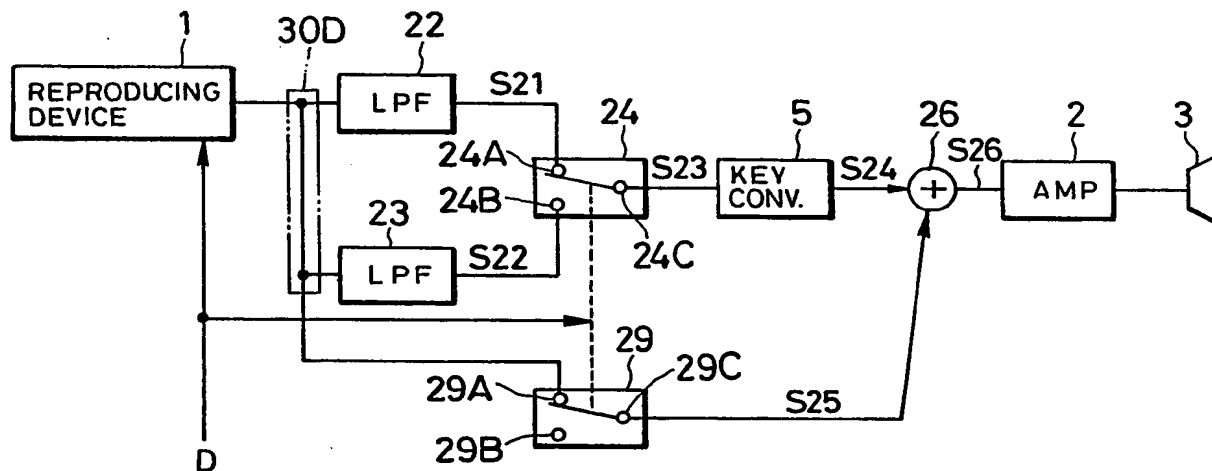 1
30D
22
REPRODUCING
DEVICE
LPF
S21
24
5
26
2
3
24A
S23
KEY
CONV.
S24
S26
AMP
24B
24C
23
LPF
S22
29
29A
29C
S25
29B
D